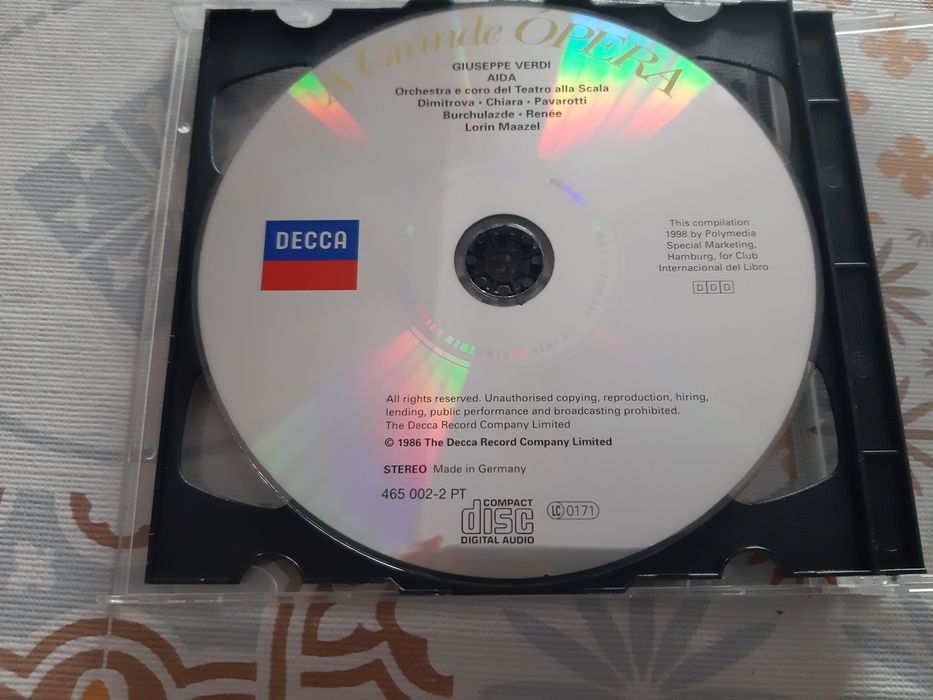 A Grande ÓPERA
GIUSEPPE VERDI
AIDA
Orchestra e coro del Teatro alla Scala
Dimitrova • Chiara • Pavarotti
Burchulazde • Renée
Lorin Maazel
DECCA
This compilation
1998 by Polymedia
Special Marketing,
Hamburg, for Club
Internacional del Libro
DDD
All rights reserved. Unauthorised copying, reproduction, hiring,
lending, public performance and broadcasting prohibited.
The Decca Record Company Limited
© 1986 The Decca Record Company Limited
STEREO Made in Germany
465 002-2 PT
COMPACT
disc
DIGITAL AUDIO
LC 0171